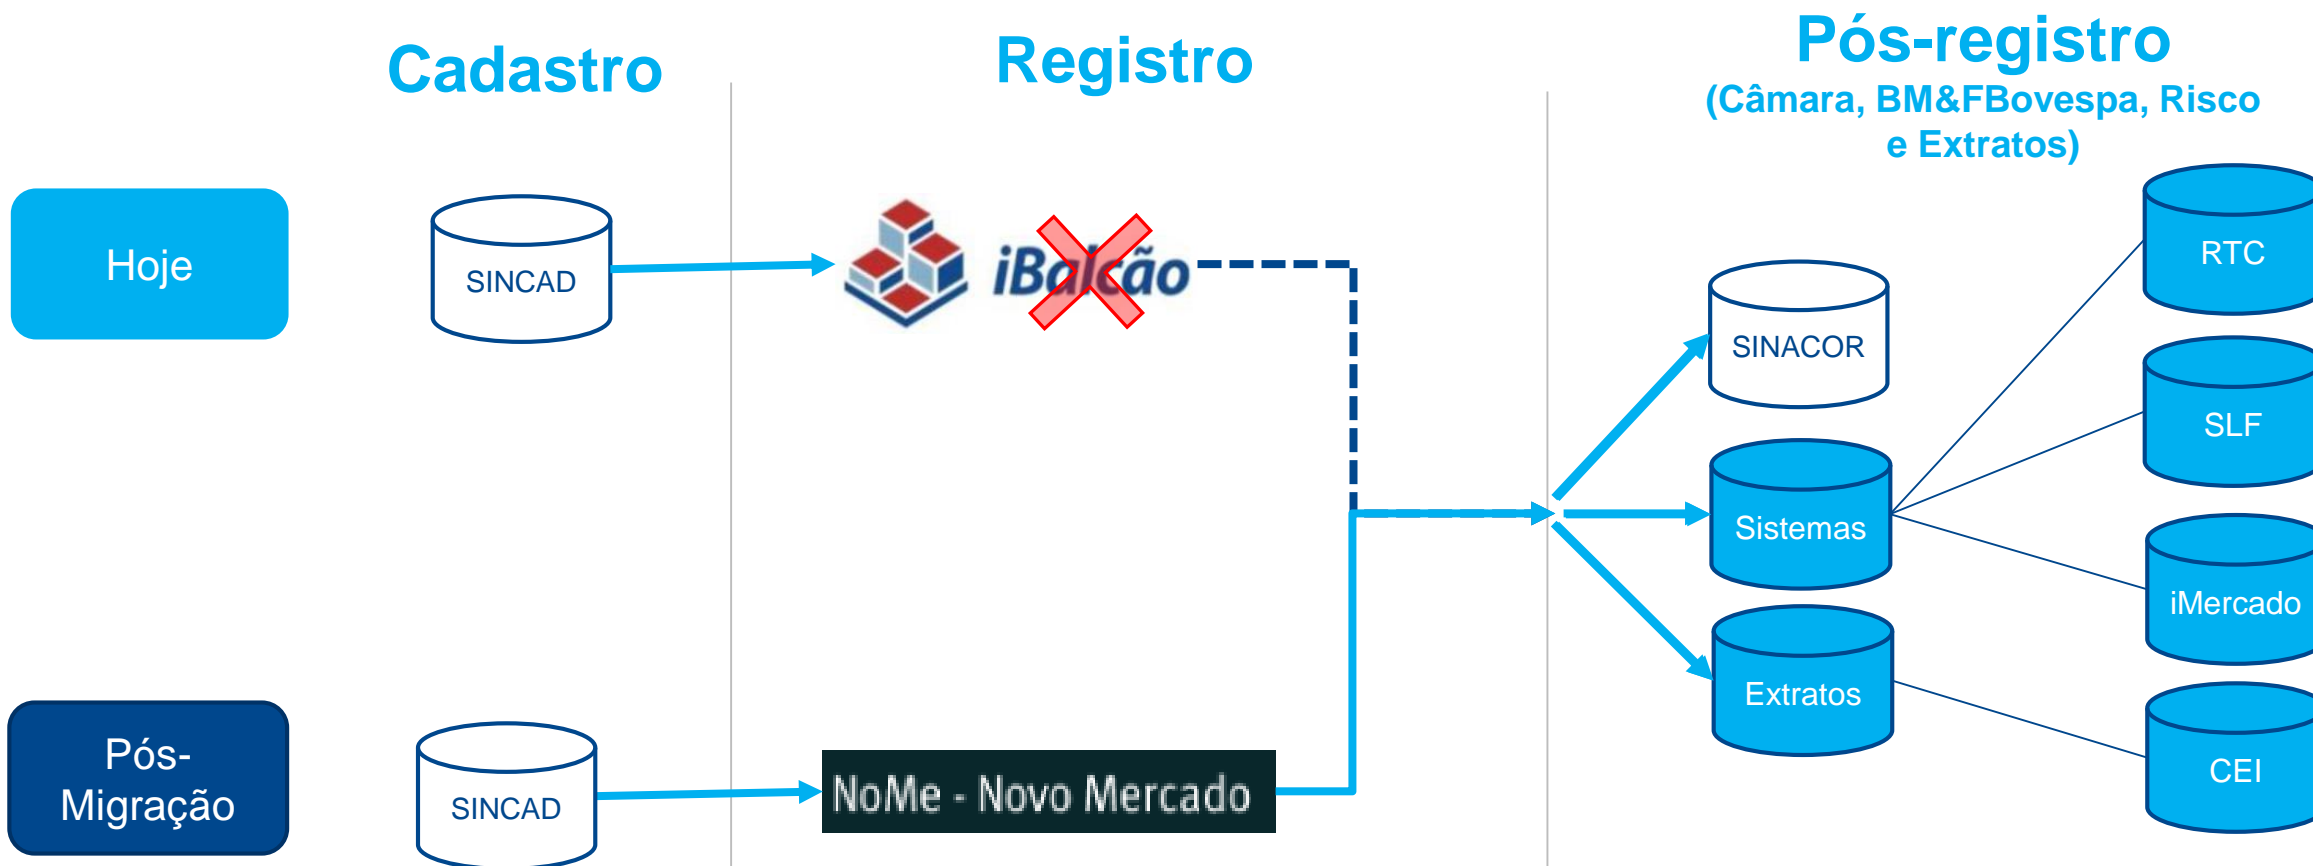 Cadastro
Registro
Pós-registro
(Câmara, BM&FBovespa, Risco
e Extratos)
Hoje
SINCAD
iBalcão
SINACOR
Sistemas
Extratos
RTC
SLF
iMercado
CEI
Pós-
Migração
SINCAD
NoMe - Novo Mercado